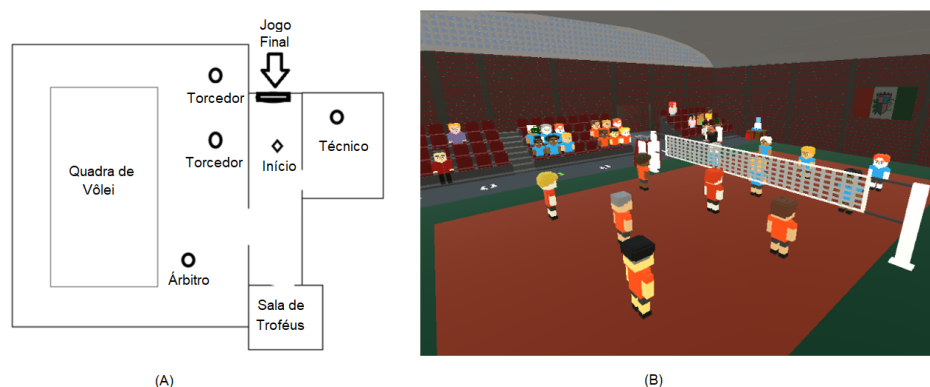 Jogo
Final
Torcedor
Torcedor
Início
Técnico
Quadra de
Vôlei
Árbitro
Sala de
Troféus
(A)
(B)